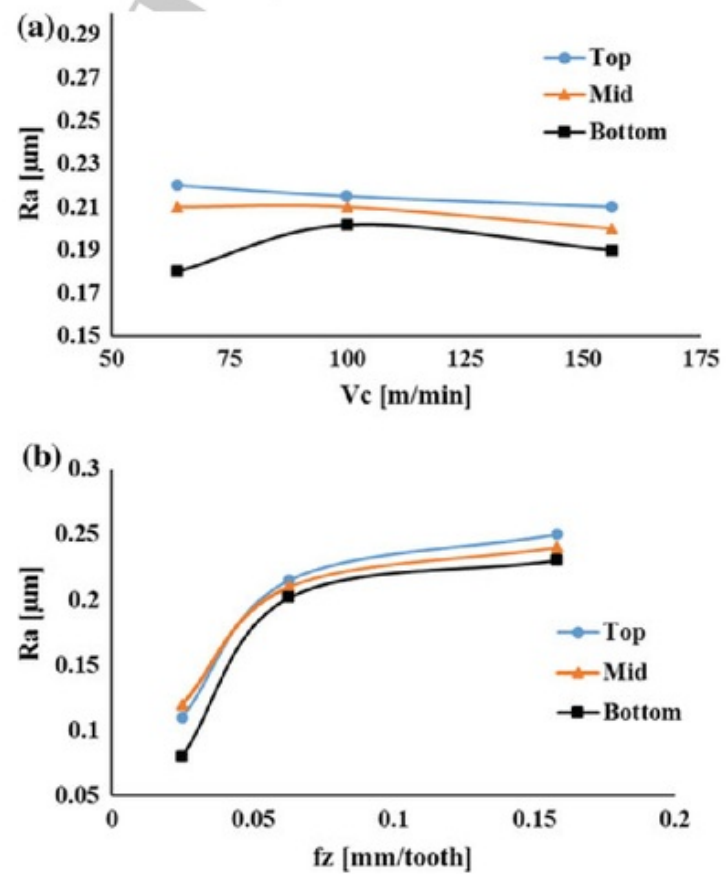 (a)
0.29
0.27
0.25
0.23
0.21
0.19
0.17
0.15
Ra [μm]
Top
Mid
Bottom
50 75 100 125 150 175
Vc [m/min]
(b)
0.3
0.25
0.2
0.15
0.1
0.05
Ra [μm]
Top
Mid
Bottom
0 0.05 0.1 0.15 0.2
fz [mm/tooth]